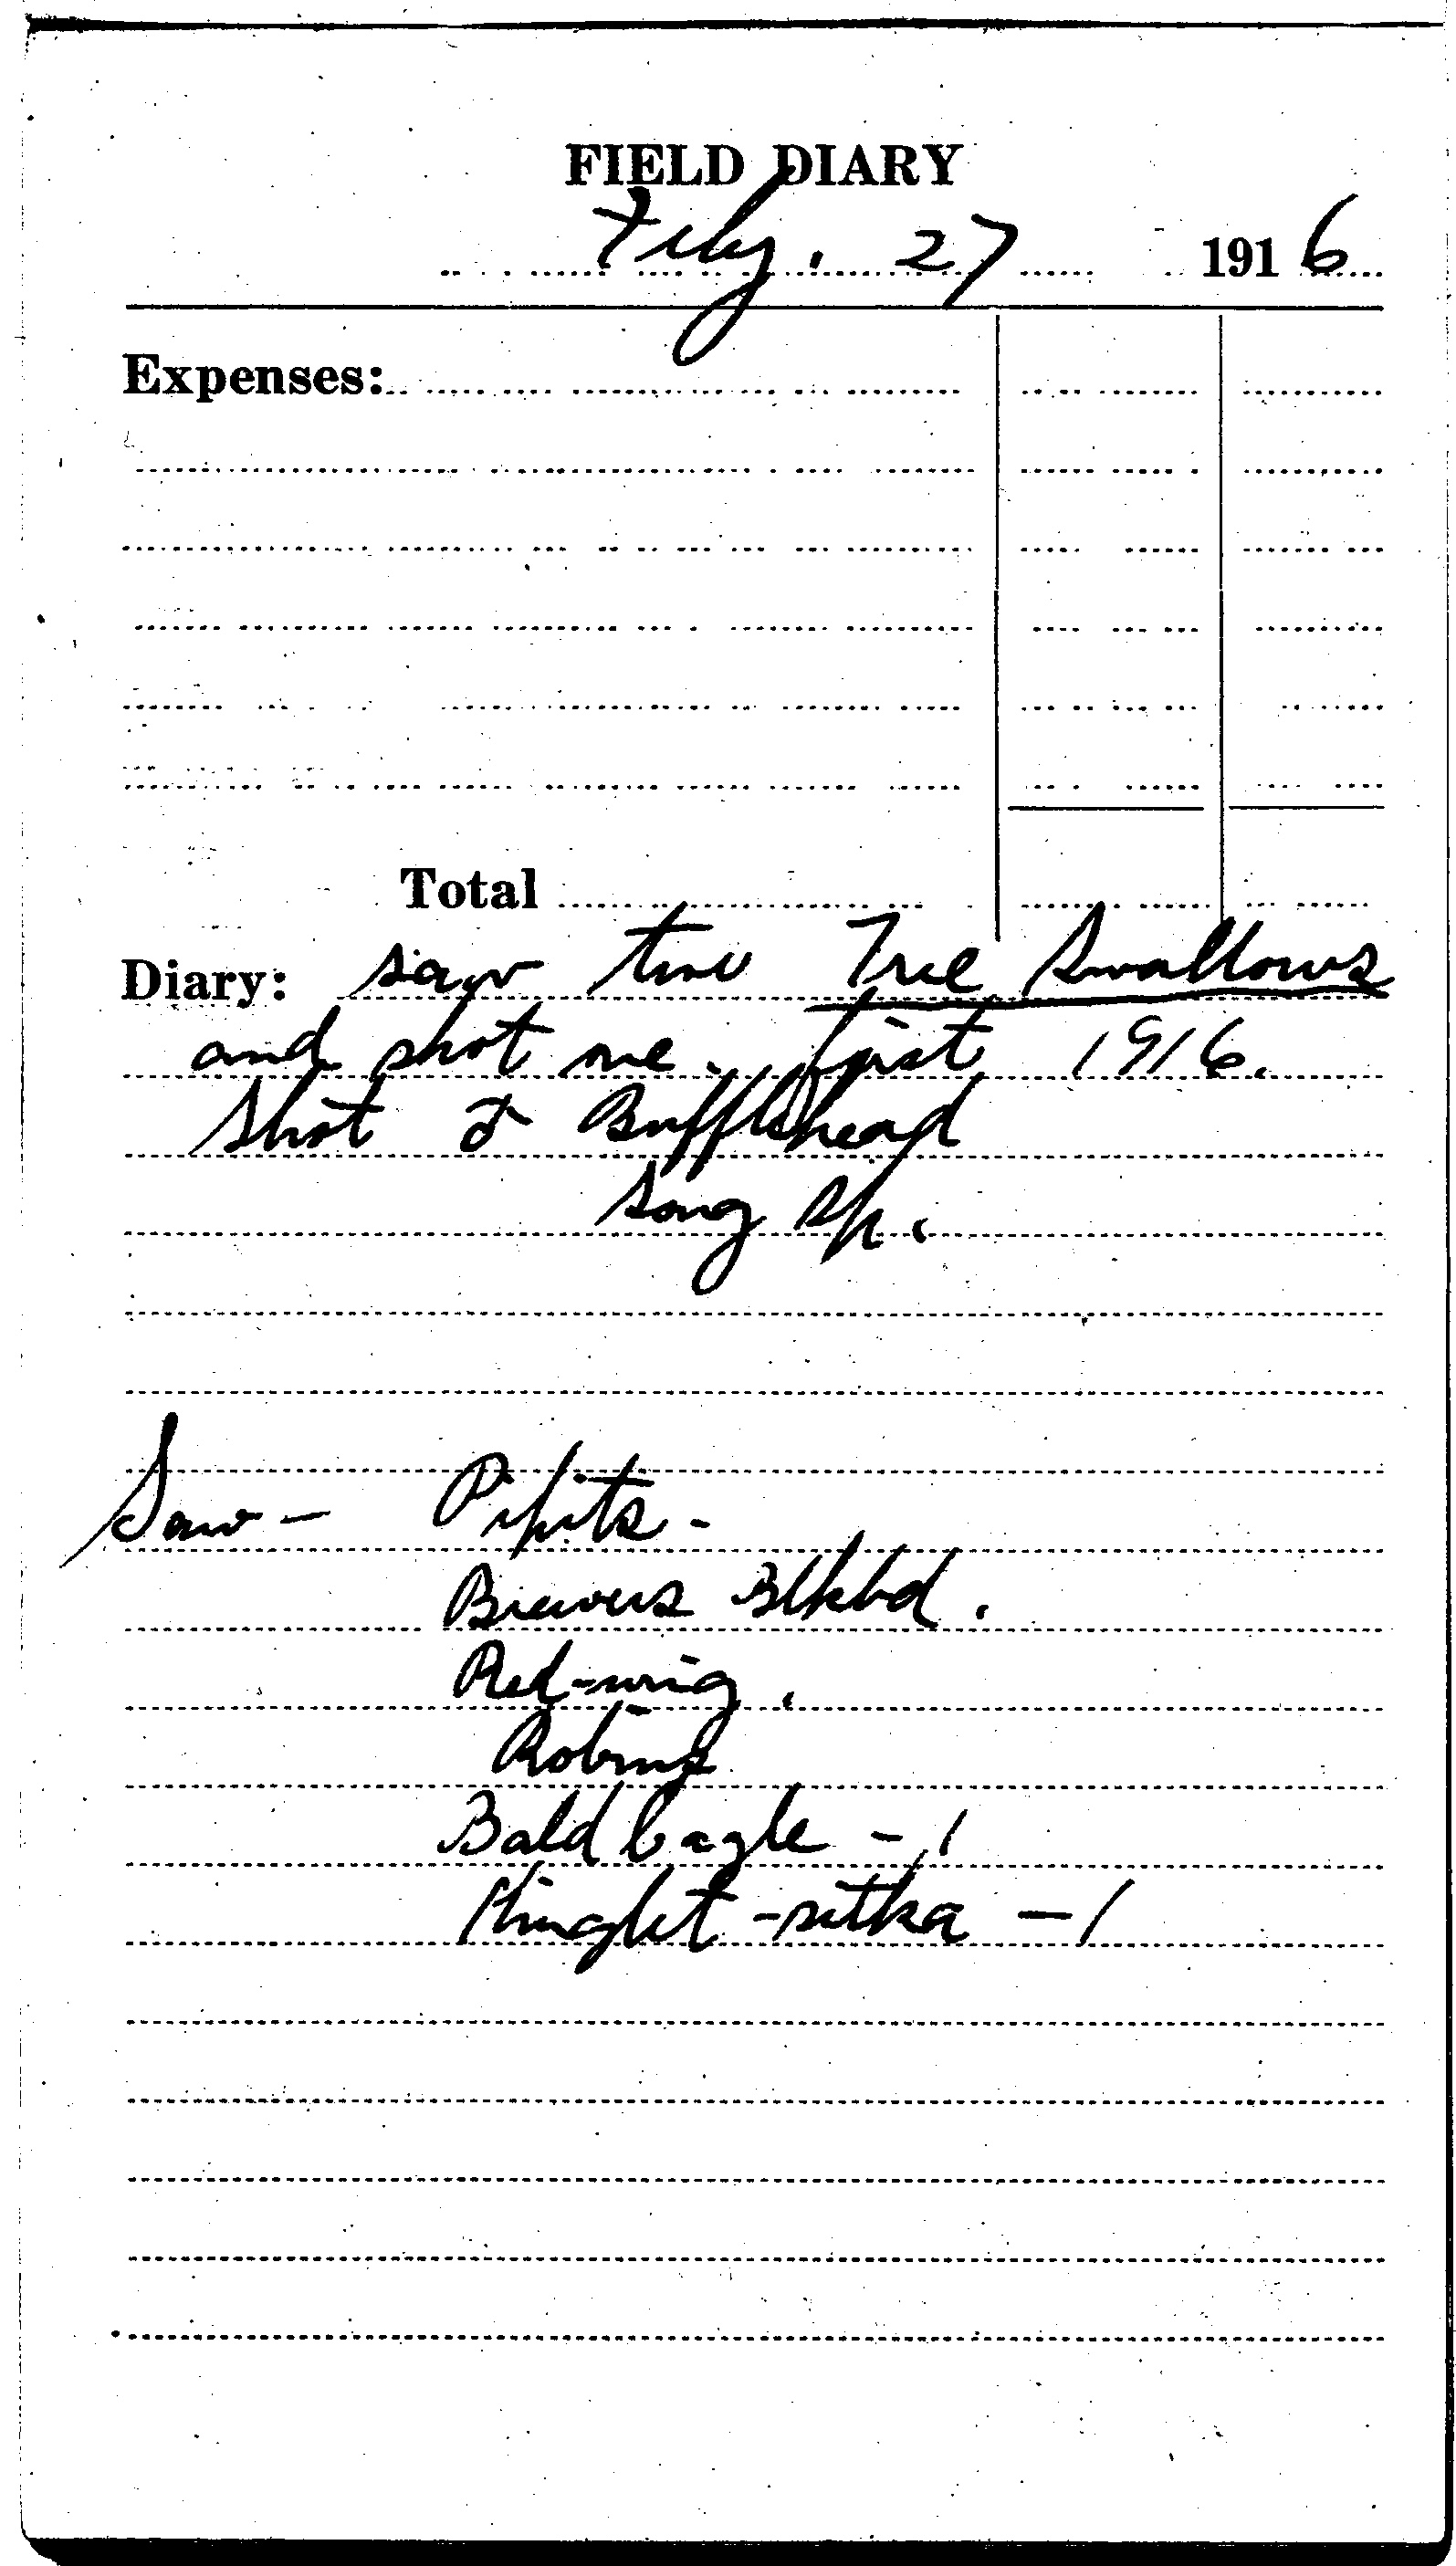 FIELD DIARY
Feby. 27 1916
Expenses:
Total
Diary: saw two Tree Swallows
and shot one. first 1916.
Shot ♂ Bufflehead
Song Sp.
Saw - Pipits -
Brewers Blkbd.
Red-wing.
Robins
Bald Eagle - 1
Kinglet - sitka - 1